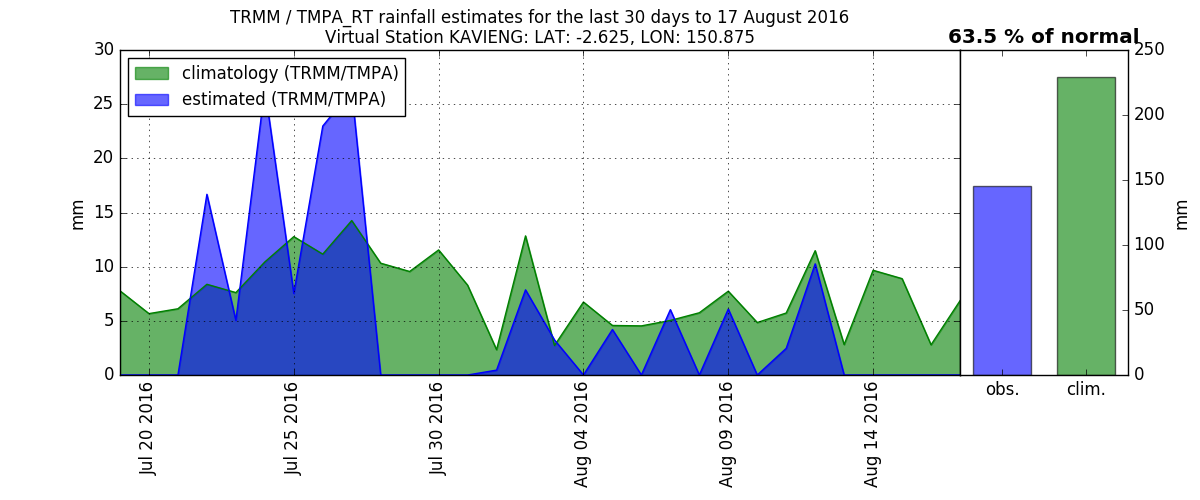 TRMM / TMPA_RT rainfall estimates for the last 30 days to 17 August 2016
Virtual Station KAVIENG: LAT: -2.625, LON: 150.875
63.5 % of normal
climatology (TRMM/TMPA)
estimated (TRMM/TMPA)
30
25
20
15
10
5
0
mm
Jul 20 2016
Jul 25 2016
Jul 30 2016
Aug 04 2016
Aug 09 2016
Aug 14 2016
250
200
150
100
50
0
mm
obs.
clim.